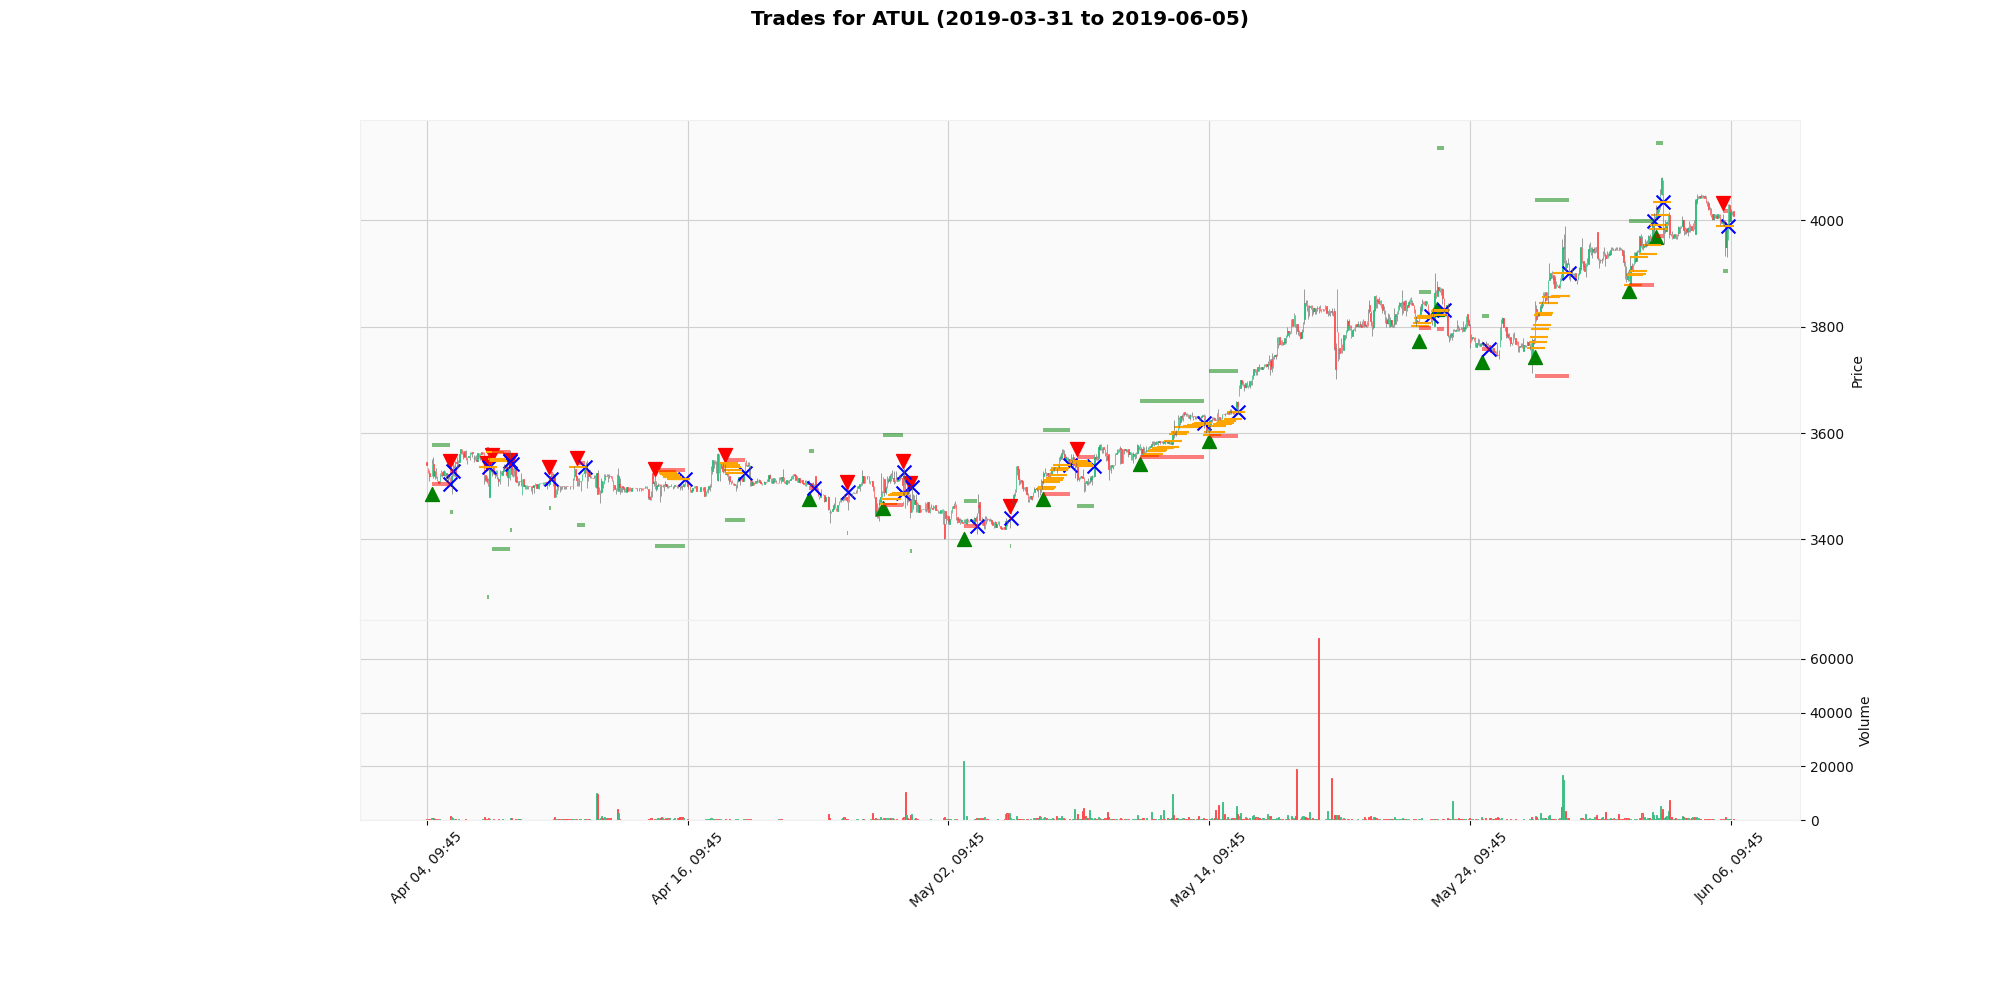 Trades for ATUL (2019-03-31 to 2019-06-05)
4000
3800
3600
3400
Price
60000
40000
20000
0
Volume
Apr 04, 09:45
Apr 16, 09:45
May 02, 09:45
May 14, 09:45
May 24, 09:45
Jun 06, 09:45